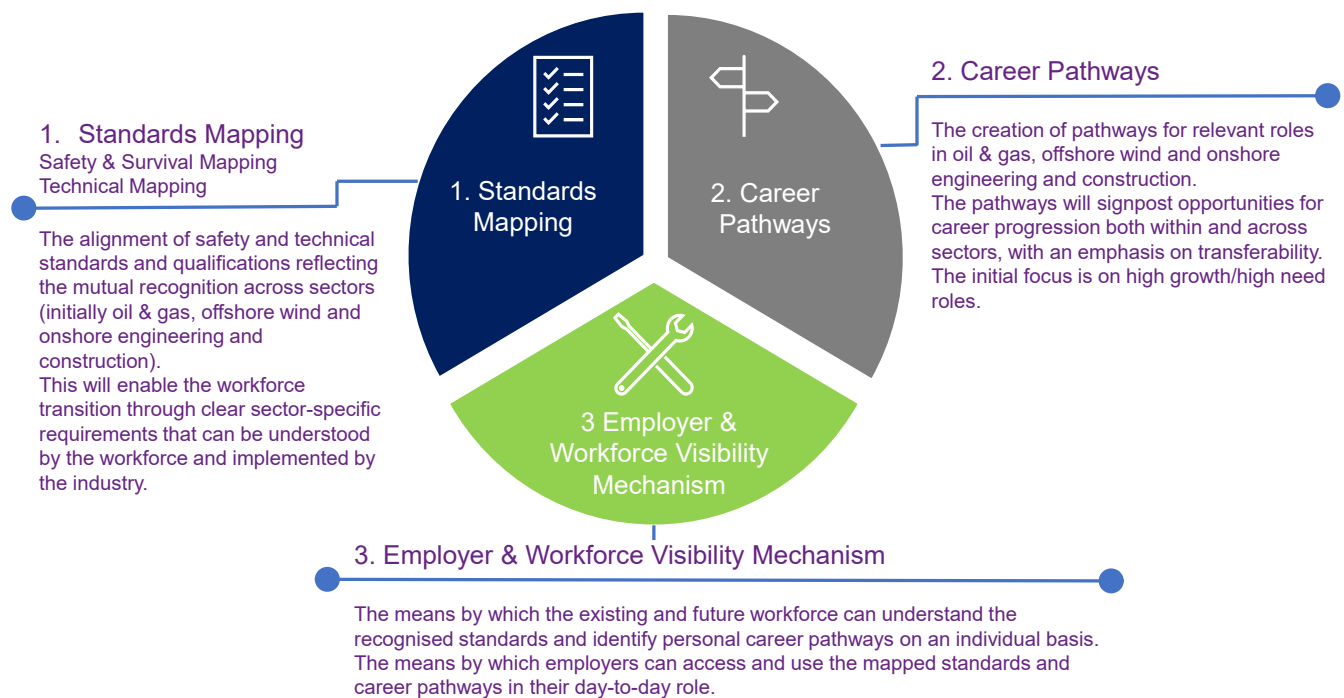 1. Standards
Mapping
2. Career
Pathways
3 Employer &
Workforce Visibility
Mechanism
1. Standards Mapping
Safety & Survival Mapping
Technical Mapping
The alignment of safety and technical
standards and qualifications reflecting
the mutual recognition across sectors
(initially oil & gas, offshore wind and
onshore engineering and
construction).
This will enable the workforce
transition through clear sector-specific
requirements that can be understood
by the workforce and implemented by
the industry.
2. Career Pathways
The creation of pathways for relevant roles
in oil & gas, offshore wind and onshore
engineering and construction.
The pathways will signpost opportunities for
career progression both within and across
sectors, with an emphasis on transferability.
The initial focus is on high growth/high need
roles.
3. Employer & Workforce Visibility Mechanism
The means by which the existing and future workforce can understand the
recognised standards and identify personal career pathways on an individual basis.
The means by which employers can access and use the mapped standards and
career pathways in their day-to-day role.